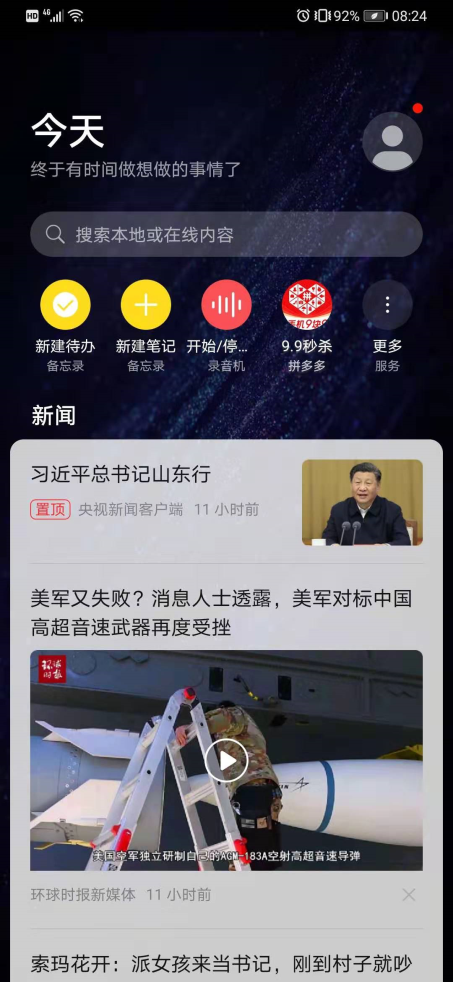 HD 4G 92% 08:24
今天
终于有时间做想做的事情了
搜索本地或在线内容
新建待办 新建笔记 开始/停... 9.9秒杀 更多
备忘录 备忘录 录音机 拼多多 服务
新闻
习近平总书记山东行
置顶 央视新闻客户端 11 小时前
美军又失败？消息人士透露，美军对标中国
高超音速武器再度受挫
环球
时报
美国空军独立研制自己的AGM-183A空射高超音速导弹
环球时报新媒体 11 小时前
索玛花开：派女孩来当书记，刚到村子就吵